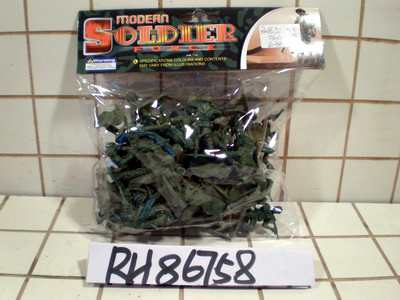 MODERN
SOLDIER
FORCE
SPECIFICATIONS COLOURS AND CONTENTS
MAY VARY FROM ILLUSTRATIONS
RH86758